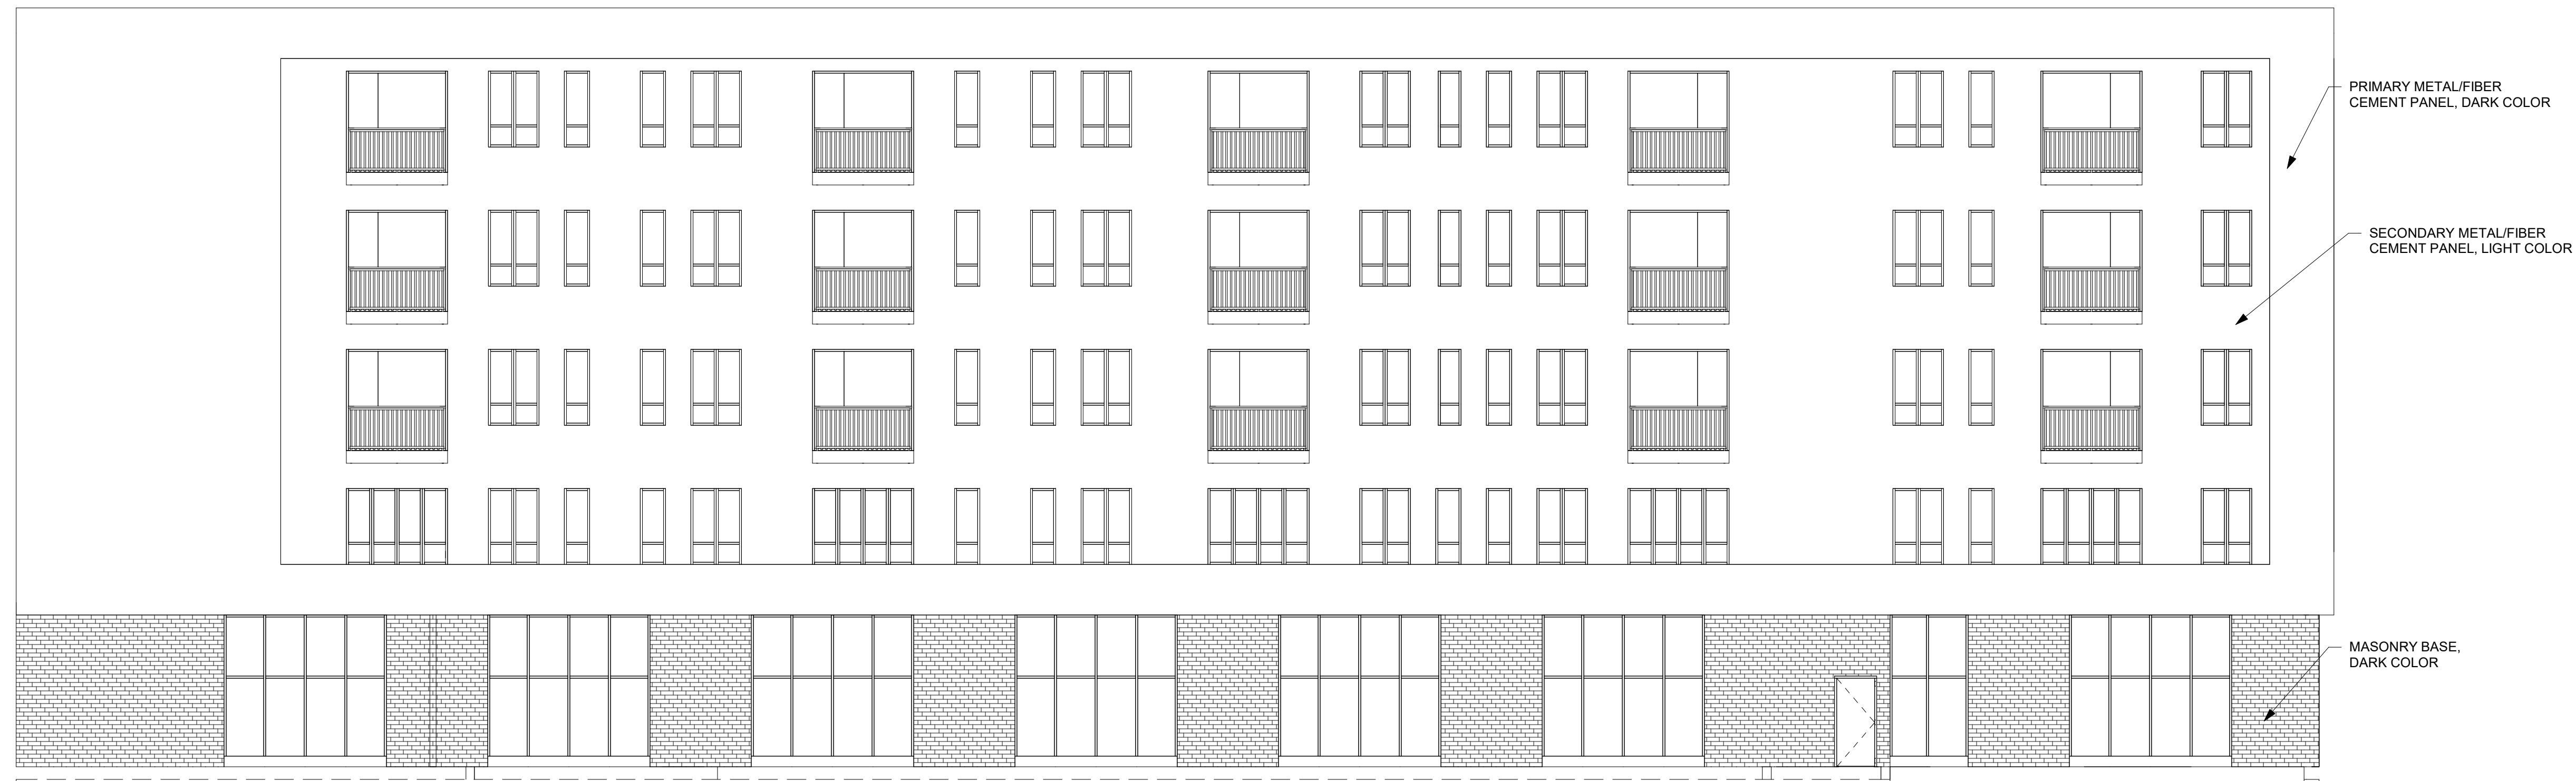 PRIMARY METAL/FIBER
CEMENT PANEL, DARK COLOR
SECONDARY METAL/FIBER
CEMENT PANEL, LIGHT COLOR
MASONRY BASE,
DARK COLOR